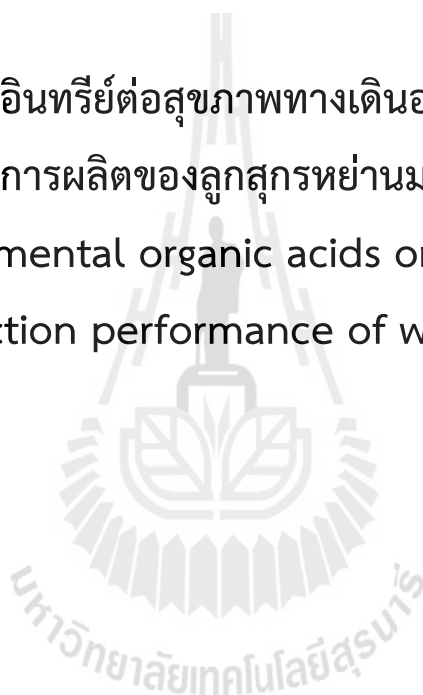 อินทรีย์ต่อสุขภาพทางเดินอ
การผลิตของลูกสุกรหย่านม
mental organic acids or
ction performance of w
มหาวิทยาลัยเทคโนโลยีสุรนารี